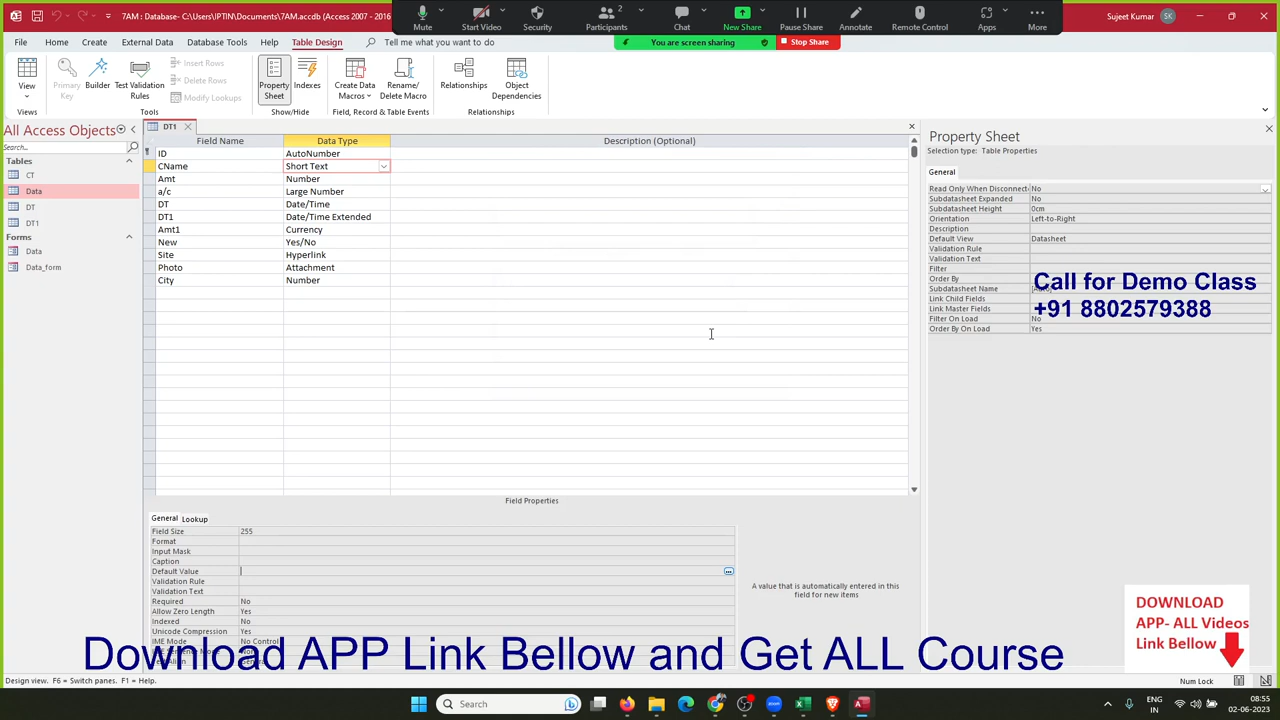 7AM : Database- C:\Users\IPTIN\Documents\7AM.accdb (Access 2007 - 2016
Mute
Start Video
Security
2
Participants
Chat
New Share
Pause Share
Annotate
Remote Control
Apps
More
Sujeet Kumar
SK
You are screen sharing
Stop Share
File
Home
Create
External Data
Database Tools
Help
Table Design
Tell me what you want to do
View
Primary Key
Builder
Test Validation Rules
Insert Rows
Delete Rows
Modify Lookups
Property Sheet
Indexes
Create Data Macros
Rename/ Delete Macro
Relationships
Object Dependencies
Views
Tools
Show/Hide
Field, Record & Table Events
Relationships
All Access Objects
Search...
Tables
CT
Data
DT
DT1
Forms
Data
Data_form
DT1
Field Name Data Type Description (Optional)
ID AutoNumber
CName Short Text
Amt Number
a/c Large Number
DT Date/Time
DT1 Date/Time Extended
Amt1 Currency
New Yes/No
Site Hyperlink
Photo Attachment
City Number
Field Properties
General Lookup
Field Size 255
Format
Input Mask
Caption
Default Value
Validation Rule
Validation Text
Required No
Allow Zero Length Yes
Indexed No
Unicode Compression Yes
IME Mode No Control
A value that is automatically entered in this
field for new items
Property Sheet
Selection type: Table Properties
General
Read Only When Disconnect No
Subdatasheet Expanded No
Subdatasheet Height 0cm
Orientation Left-to-Right
Description
Default View Datasheet
Validation Rule
Validation Text
Filter
Order By
Subdatasheet Name
Link Child Fields
Link Master Fields
Filter On Load No
Order By On Load Yes
Call for Demo Class
+91 8802579388
DOWNLOAD
APP- ALL Videos
Link Bellow
Download APP Link Bellow and Get ALL Course
Design view. F6 = Switch panels. F1 = Help.
Num Lock
Search
ENG
IN
08:55
02-06-2023